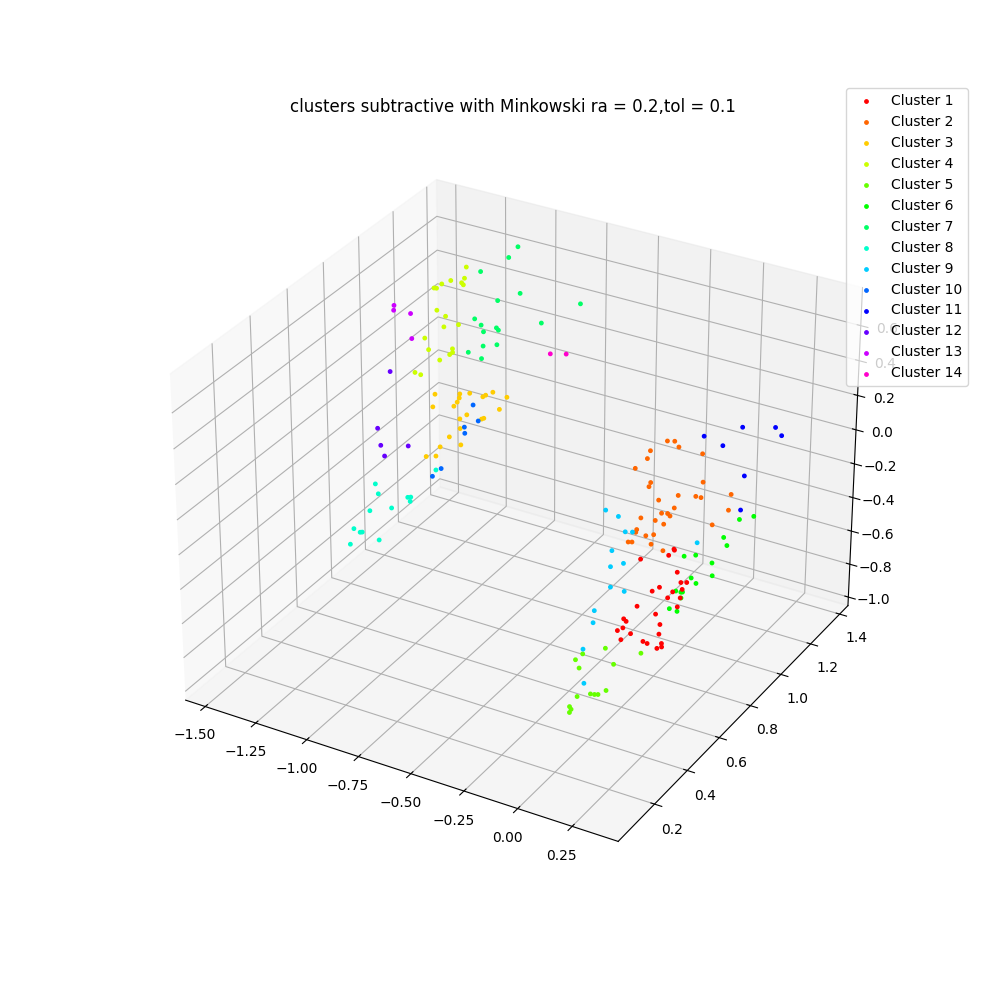 clusters subtractive with Minkowski ra = 0.2,tol = 0.1
Cluster 1
Cluster 2
Cluster 3
Cluster 4
Cluster 5
Cluster 6
Cluster 7
Cluster 8
Cluster 9
Cluster 10
Cluster 11
Cluster 12
Cluster 13
Cluster 14
0.6
0.4
0.2
0.0
−0.2
−0.4
−0.6
−0.8
−1.0
1.4
1.2
1.0
0.8
0.6
0.4
0.2
−1.50
−1.25
−1.00
−0.75
−0.50
−0.25
0.00
0.25